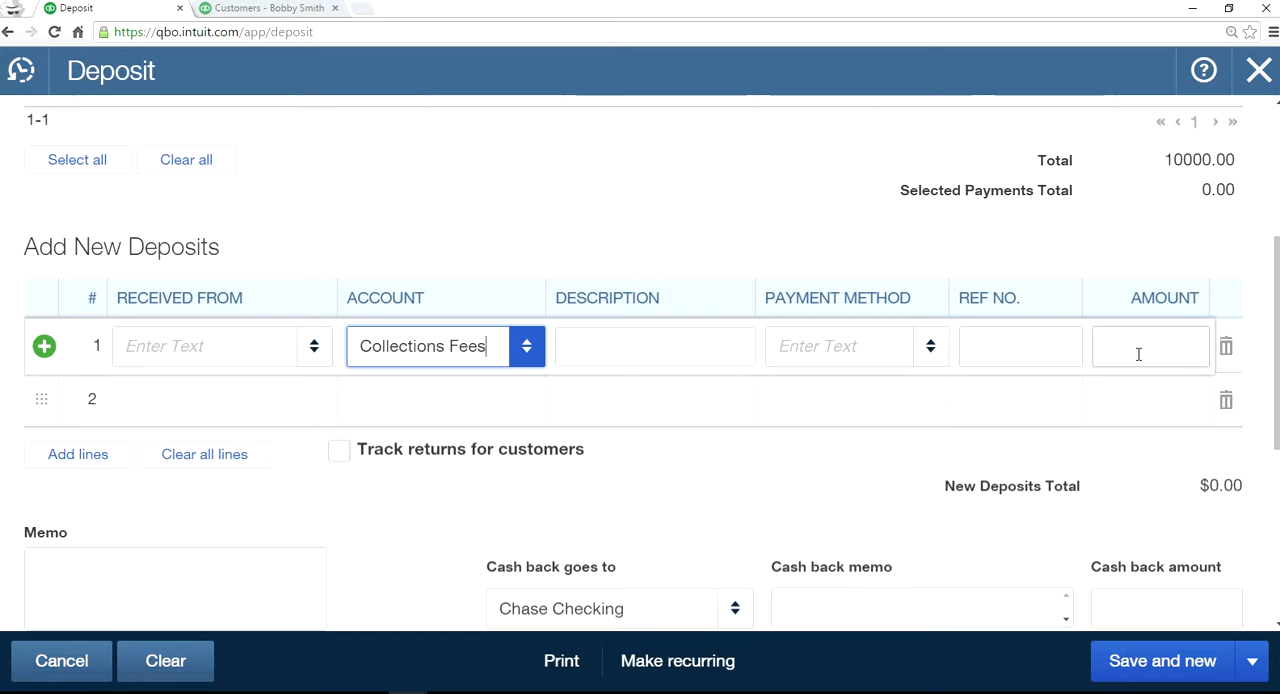 Deposit
Customers - Bobby Smith
https://qbo.intuit.com/app/deposit
Deposit
1-1
« ‹ 1 › »
Select all Clear all
Total 10000.00
Selected Payments Total 0.00
Add New Deposits
# RECEIVED FROM ACCOUNT DESCRIPTION PAYMENT METHOD REF NO. AMOUNT
1 Enter Text Collections Fees Enter Text
2
Add lines Clear all lines Track returns for customers
New Deposits Total $0.00
Memo
Cash back goes to Cash back memo Cash back amount
Chase Checking
Cancel Clear Print Make recurring Save and new